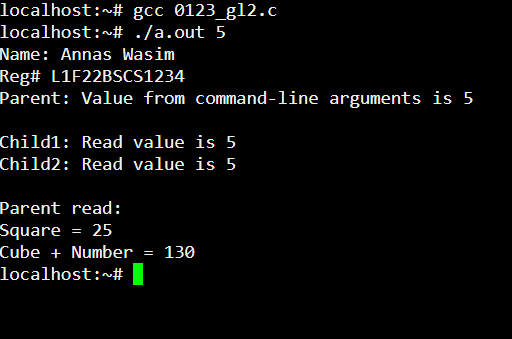 localhost:~# gcc 0123_gl2.c
localhost:~# ./a.out 5
Name: Annas Wasim
Reg# L1F22BSCS1234
Parent: Value from command-line arguments is 5
Child1: Read value is 5
Child2: Read value is 5
Parent read:
Square = 25
Cube + Number = 130
localhost:~#